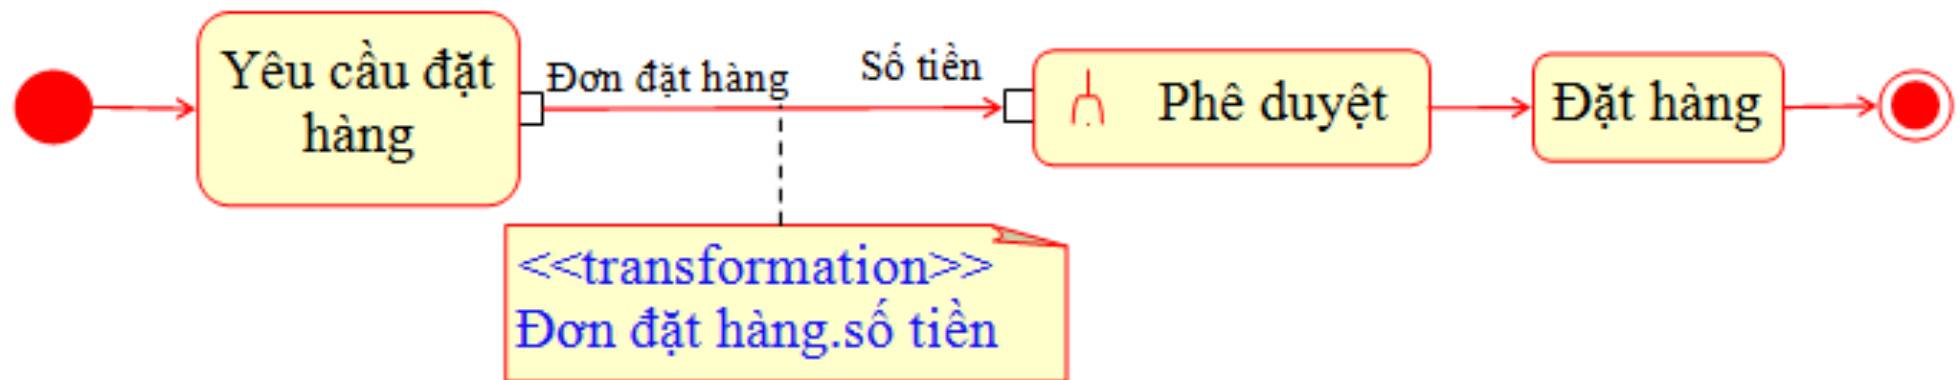 Yêu cầu đặt
hàng
Đơn đặt hàng
Số tiền
Phê duyệt
Đặt hàng
<<transformation>>
Đơn đặt hàng.số tiền